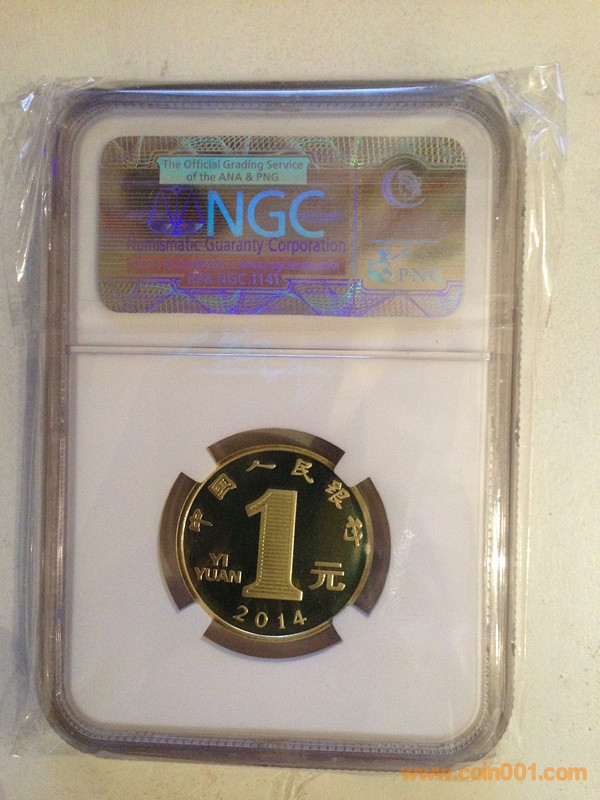 The Official Grading Service
of the ANA & PNG
NGC
Numismatic Guaranty Corporation
PNG
中国人民银行
YI
YUAN
1
元
2014
www.coin001.com